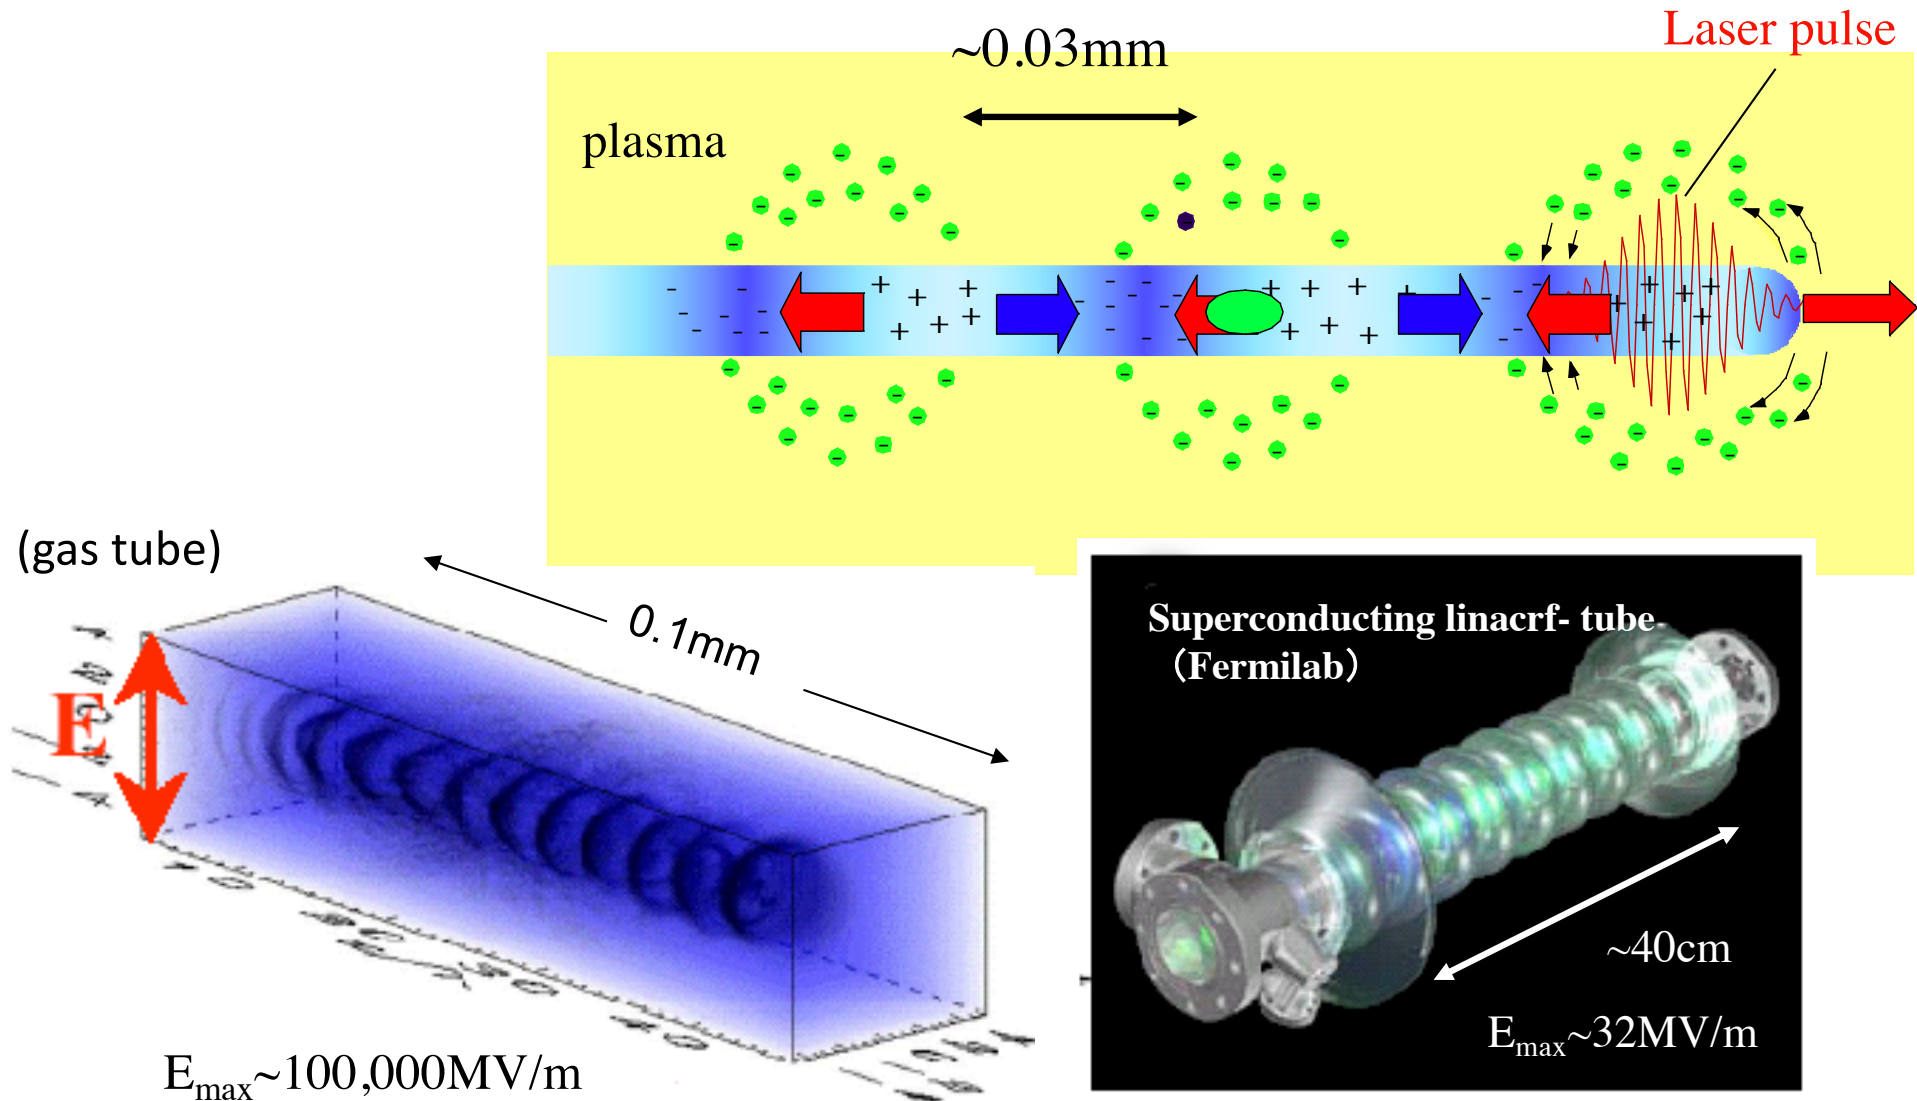 Laser pulse
~0.03mm
plasma
(gas tube)
0.1mm
E
Superconducting linacrf- tube
（Fermilab）
~40cm
Emax~32MV/m
Emax~100,000MV/m